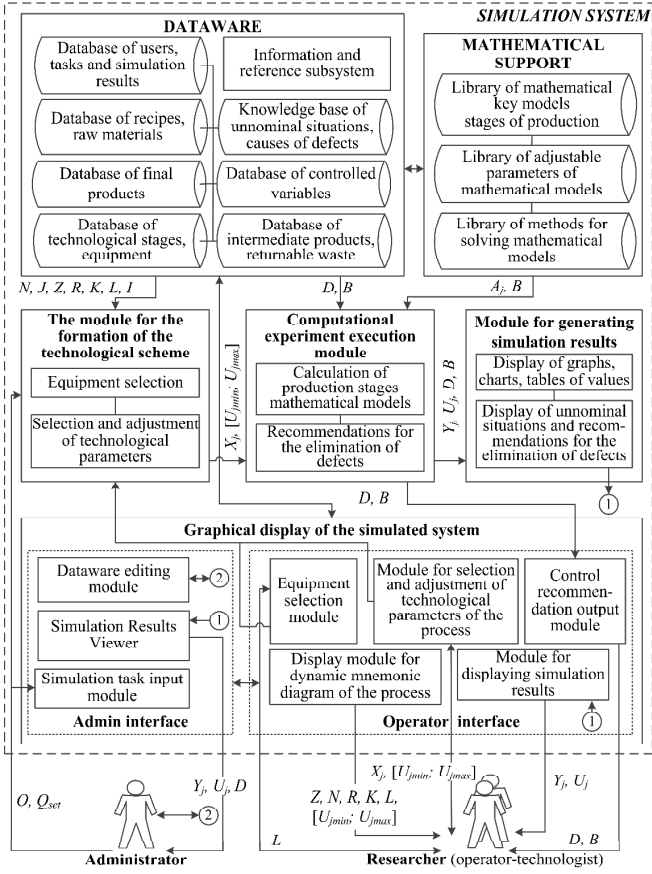 SIMULATION SYSTEM
DATAWARE
Database of users,
tasks and simulation
results
Information and
reference subsystem
Database of recipes,
raw materials
Knowledge base of
unnominal situations,
causes of defects
Database of final
products
Database of controlled
variables
Database of
technological stages,
equipment
Database of
intermediate products,
returnable waste
MATHEMATICAL
SUPPORT
Library of mathematical
key models
stages of production
Library of adjustable
parameters of
mathematical models
Library of methods for
solving mathematical
models
N, J, Z, R, K, L, I
D, B
Aj, B
The module for the
formation of the
technological scheme
Equipment selection
Selection and
adjustment of
technological
parameters
Xj, [Ujmin; Ujmax]
Computational
experiment execution
module
Calculation of
production stages
mathematical models
Recommendations for
the elimination of
defects
Yj, Uj, D, B
Module for generating
simulation results
Display of graphs,
charts, tables of values
Display of unnominal
situations and recom-
mendations for the
elimination of defects
1
D, B
Graphical display of the simulated system
Dataware editing
module
2
Simulation Results
Viewer
1
Simulation task input
module
Admin interface
Equipment
selection
module
Module for selection
and adjustment of
technological
parameters of the
process
Control
recommen-
dation output
module
Display module for
dynamic mnemonic
diagram of the process
Module for
displaying simulation
results
Operator interface
1
O, Qset
Yj, Uj, D
2
Administrator
L
Z, N, R, K, L,
[Ujmin; Ujmax]
Xj, [Ujmin; Ujmax]
Yj, Uj
D, B
Researcher (operator-technologist)